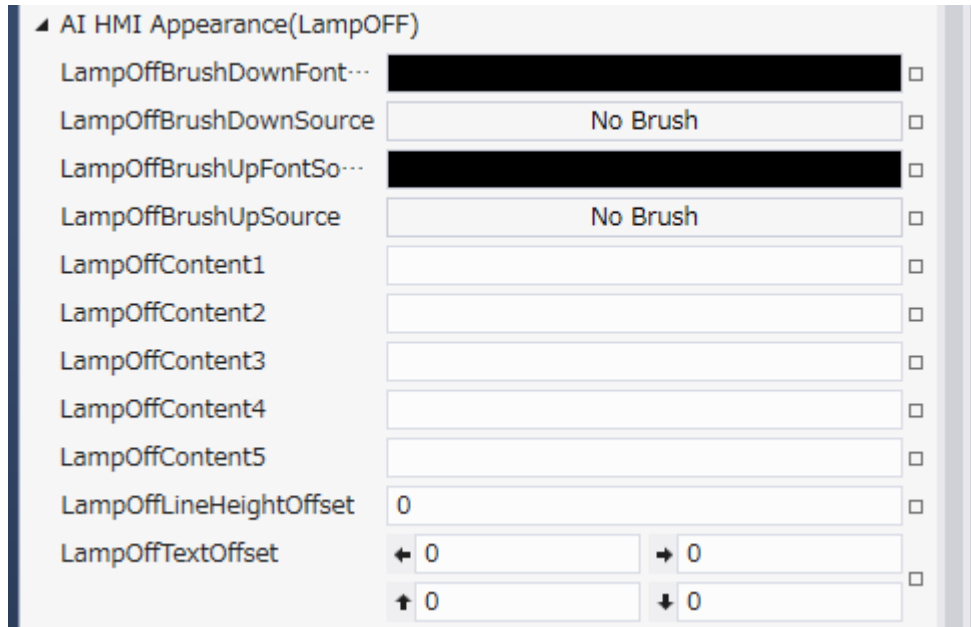 AI HMI Appearance(LampOFF)
LampOffBrushDownFont…
LampOffBrushDownSource No Brush
LampOffBrushUpFontSo…
LampOffBrushUpSource No Brush
LampOffContent1
LampOffContent2
LampOffContent3
LampOffContent4
LampOffContent5
LampOffLineHeightOffset 0
LampOffTextOffset 0 0
0 0